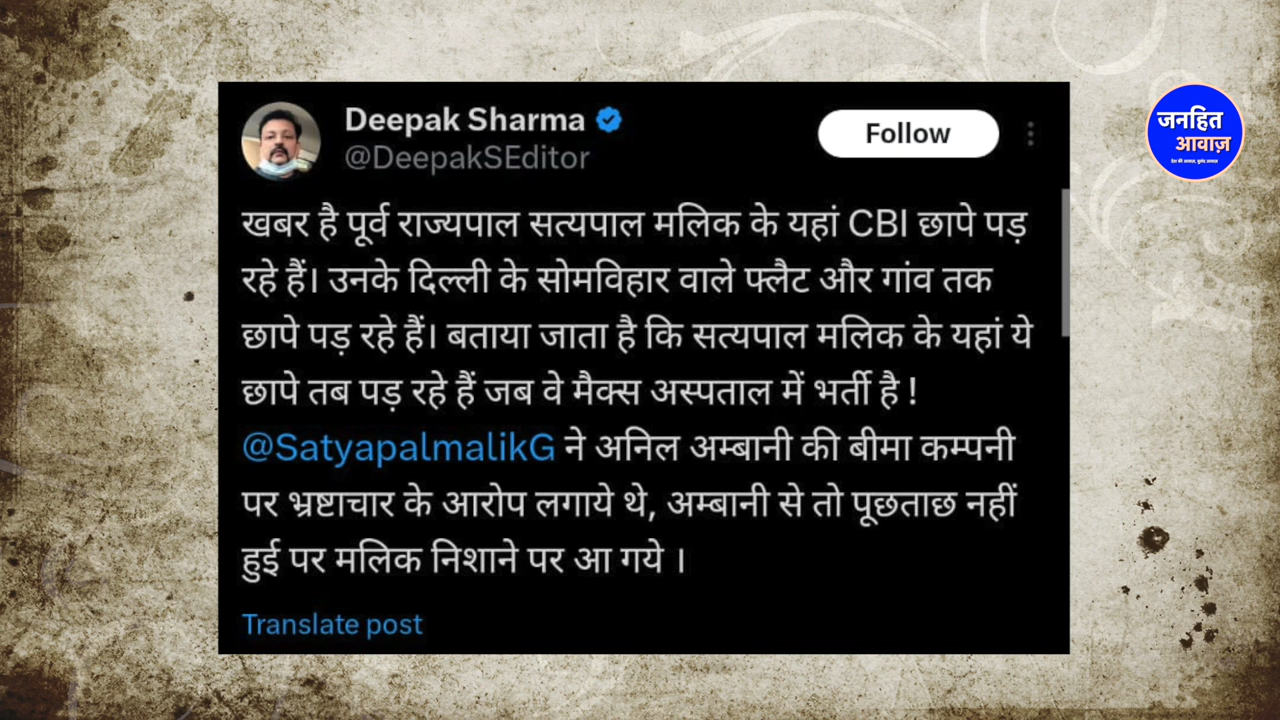 Deepak Sharma
@DeepakSEditor
Follow
जनहित
आवाज़
खबर है पूर्व राज्यपाल सत्यपाल मलिक के यहां CBI छापे पड़
रहे हैं। उनके दिल्ली के सोमविहार वाले फ्लैट और गांव तक
छापे पड़ रहे हैं। बताया जाता है कि सत्यपाल मलिक के यहां ये
छापे तब पड़ रहे हैं जब वे मैक्स अस्पताल में भर्ती है !
@SatyapalmalikG ने अनिल अम्बानी की बीमा कम्पनी
पर भ्रष्टाचार के आरोप लगाये थे, अम्बानी से तो पूछताछ नहीं
हुई पर मलिक निशाने पर आ गये ।
Translate post